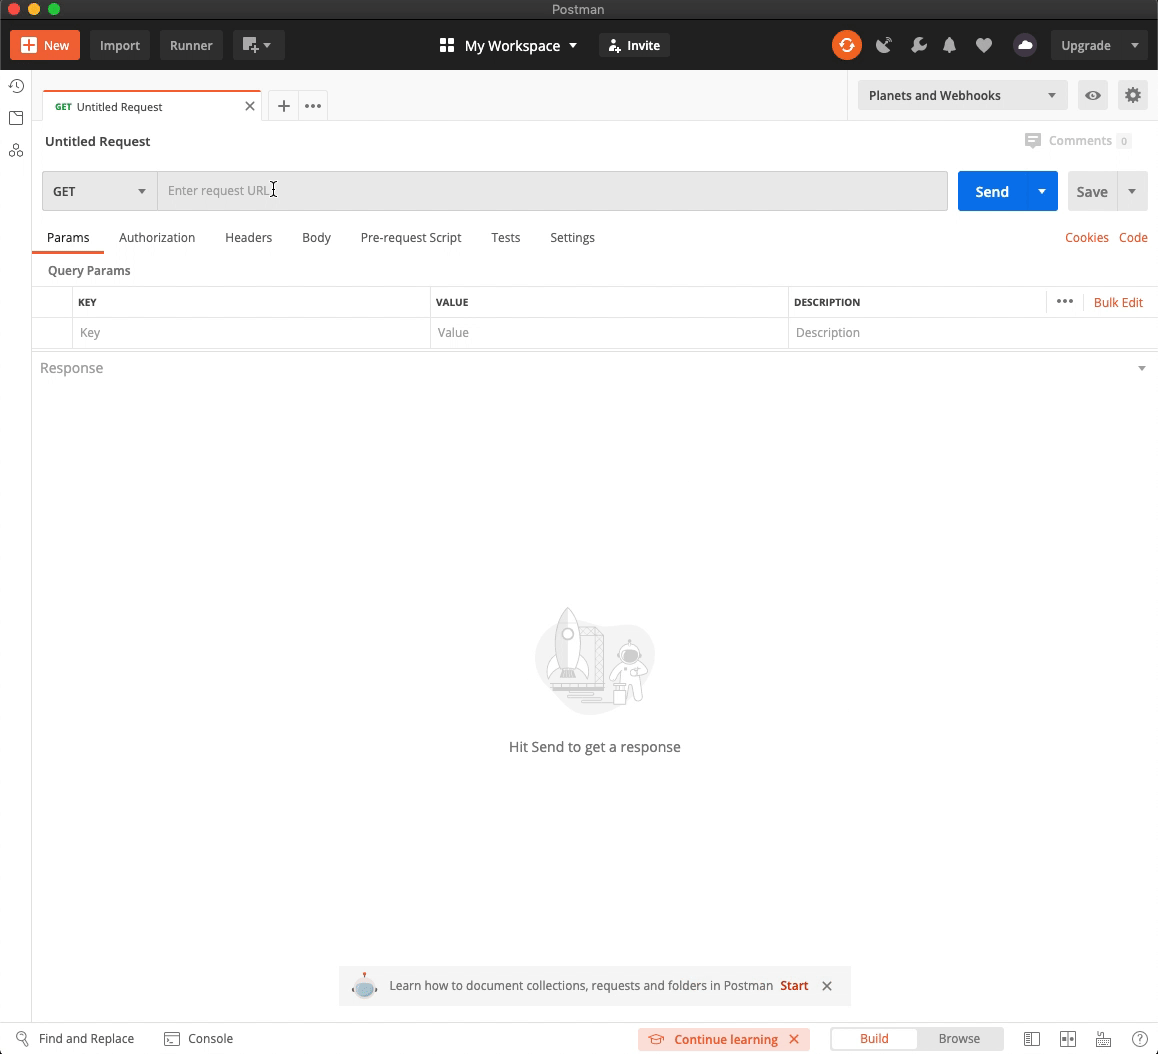 Postman
New
Import
Runner
My Workspace
Invite
Upgrade
GET Untitled Request
Planets and Webhooks
Untitled Request
Comments 0
GET
Enter request URL
Send
Save
Params
Authorization
Headers
Body
Pre-request Script
Tests
Settings
Cookies
Code
Query Params
KEY
VALUE
DESCRIPTION
Bulk Edit
Key
Value
Description
Response
Hit Send to get a response
Learn how to document collections, requests and folders in Postman Start
Find and Replace
Console
Continue learning
Build
Browse